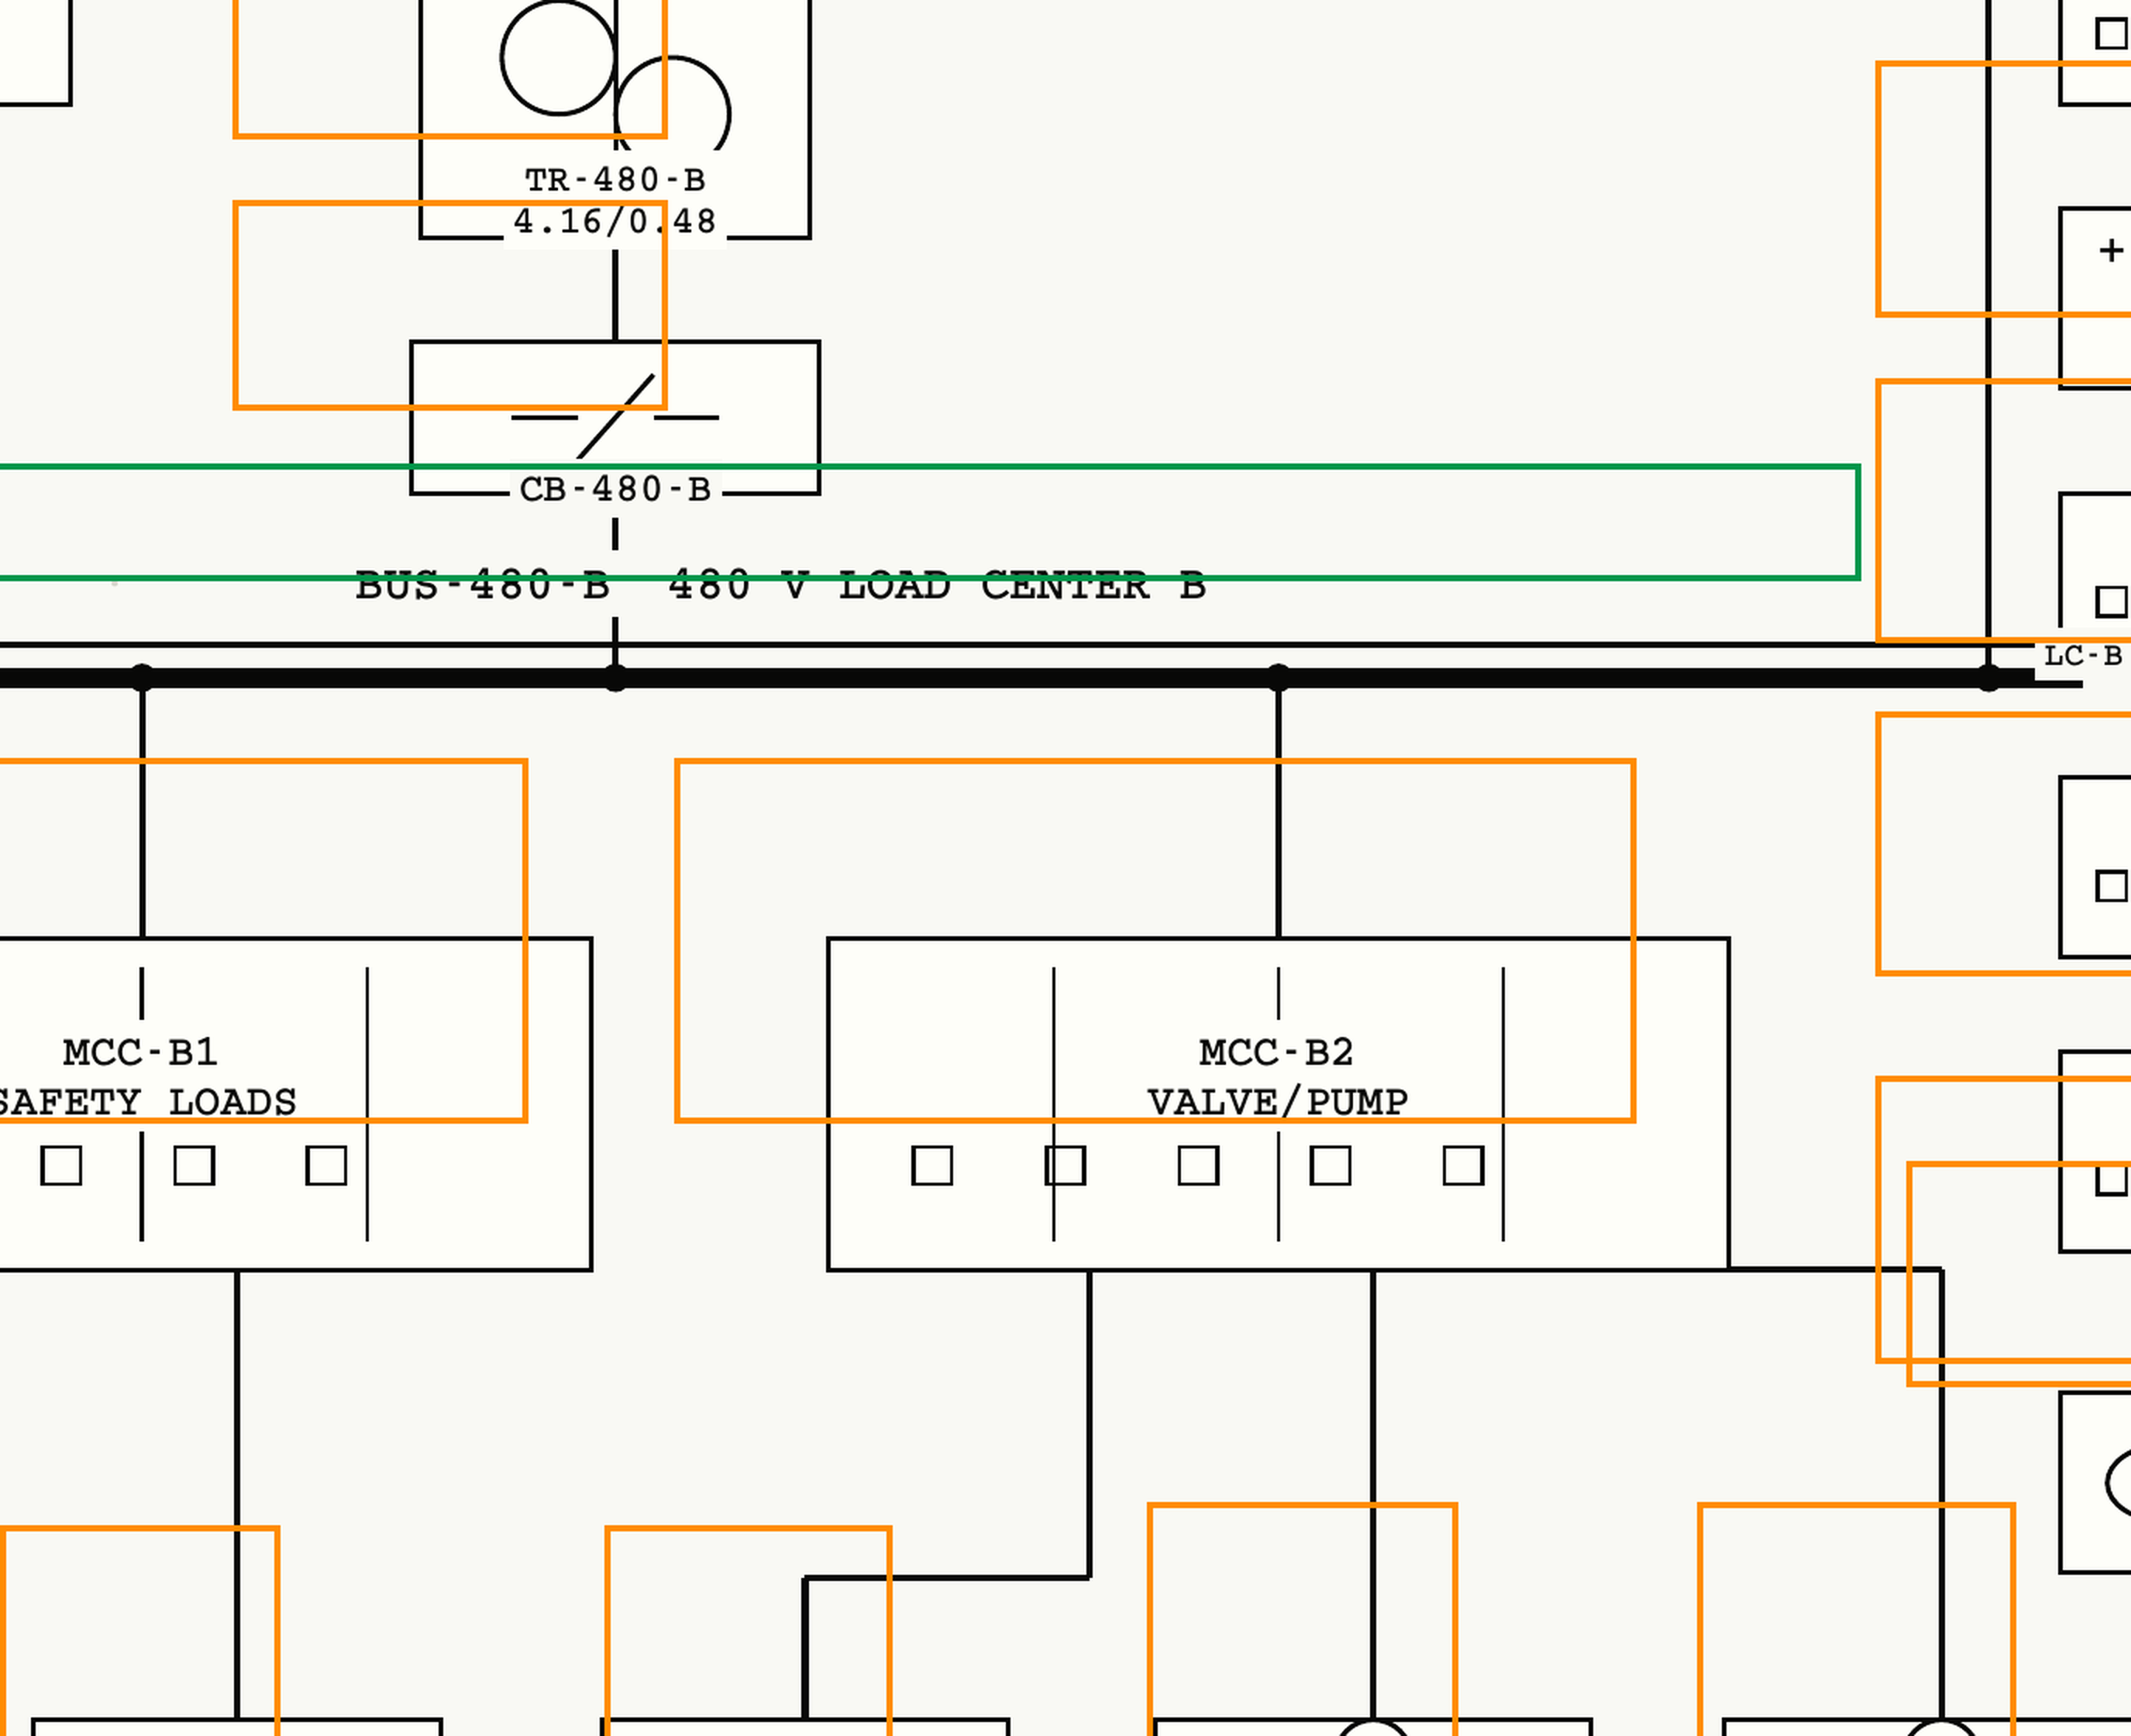 TR-480-B
4.16/0.48
+
CB-480-B
BUS-480-B 480 V LOAD CENTER B
LC-B
MCC-B1
SAFETY LOADS
MCC-B2
VALVE/PUMP